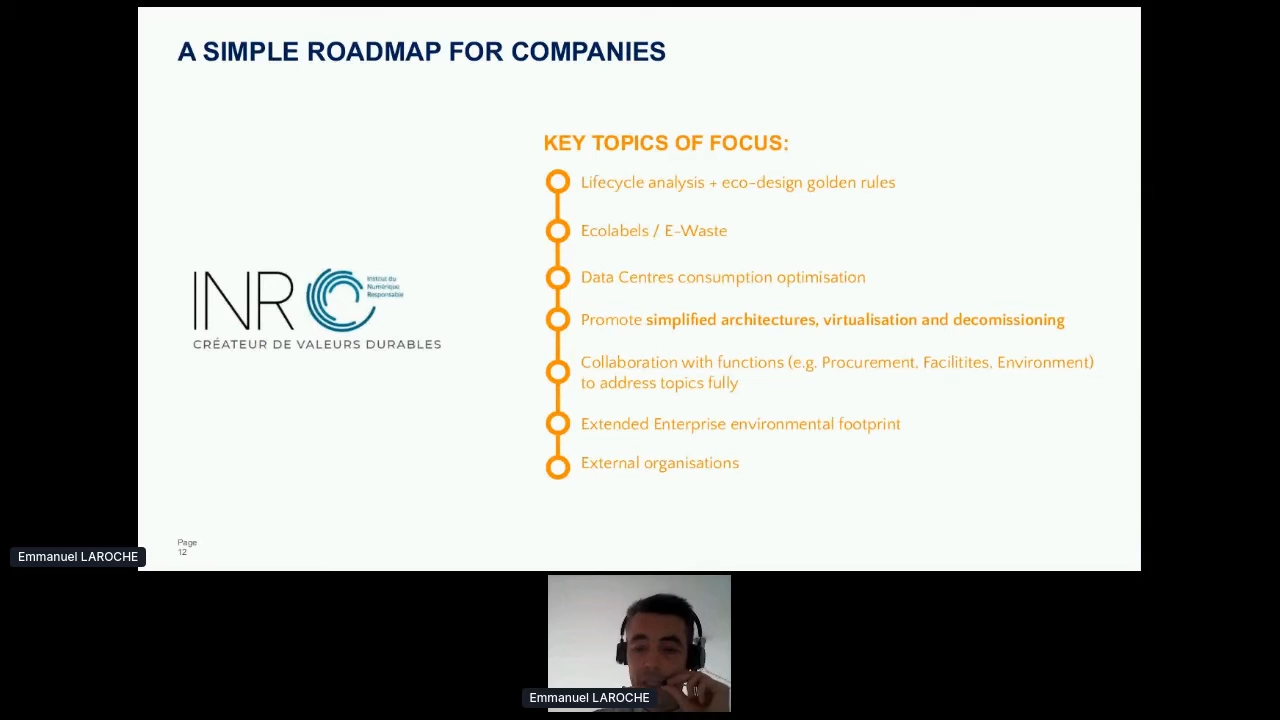 A SIMPLE ROADMAP FOR COMPANIES
KEY TOPICS OF FOCUS:
Lifecycle analysis + eco-design golden rules
Ecolabels / E-Waste
Data Centres consumption optimisation
Promote simplified architectures, virtualisation and decomissioning
Collaboration with functions (e.g. Procurement, Facilitites, Environment)
to address topics fully
Extended Enterprise environmental footprint
External organisations
INR
Institut du
Numérique
Responsable
CRÉATEUR DE VALEURS DURABLES
Page
12
Emmanuel LAROCHE
Emmanuel LAROCHE